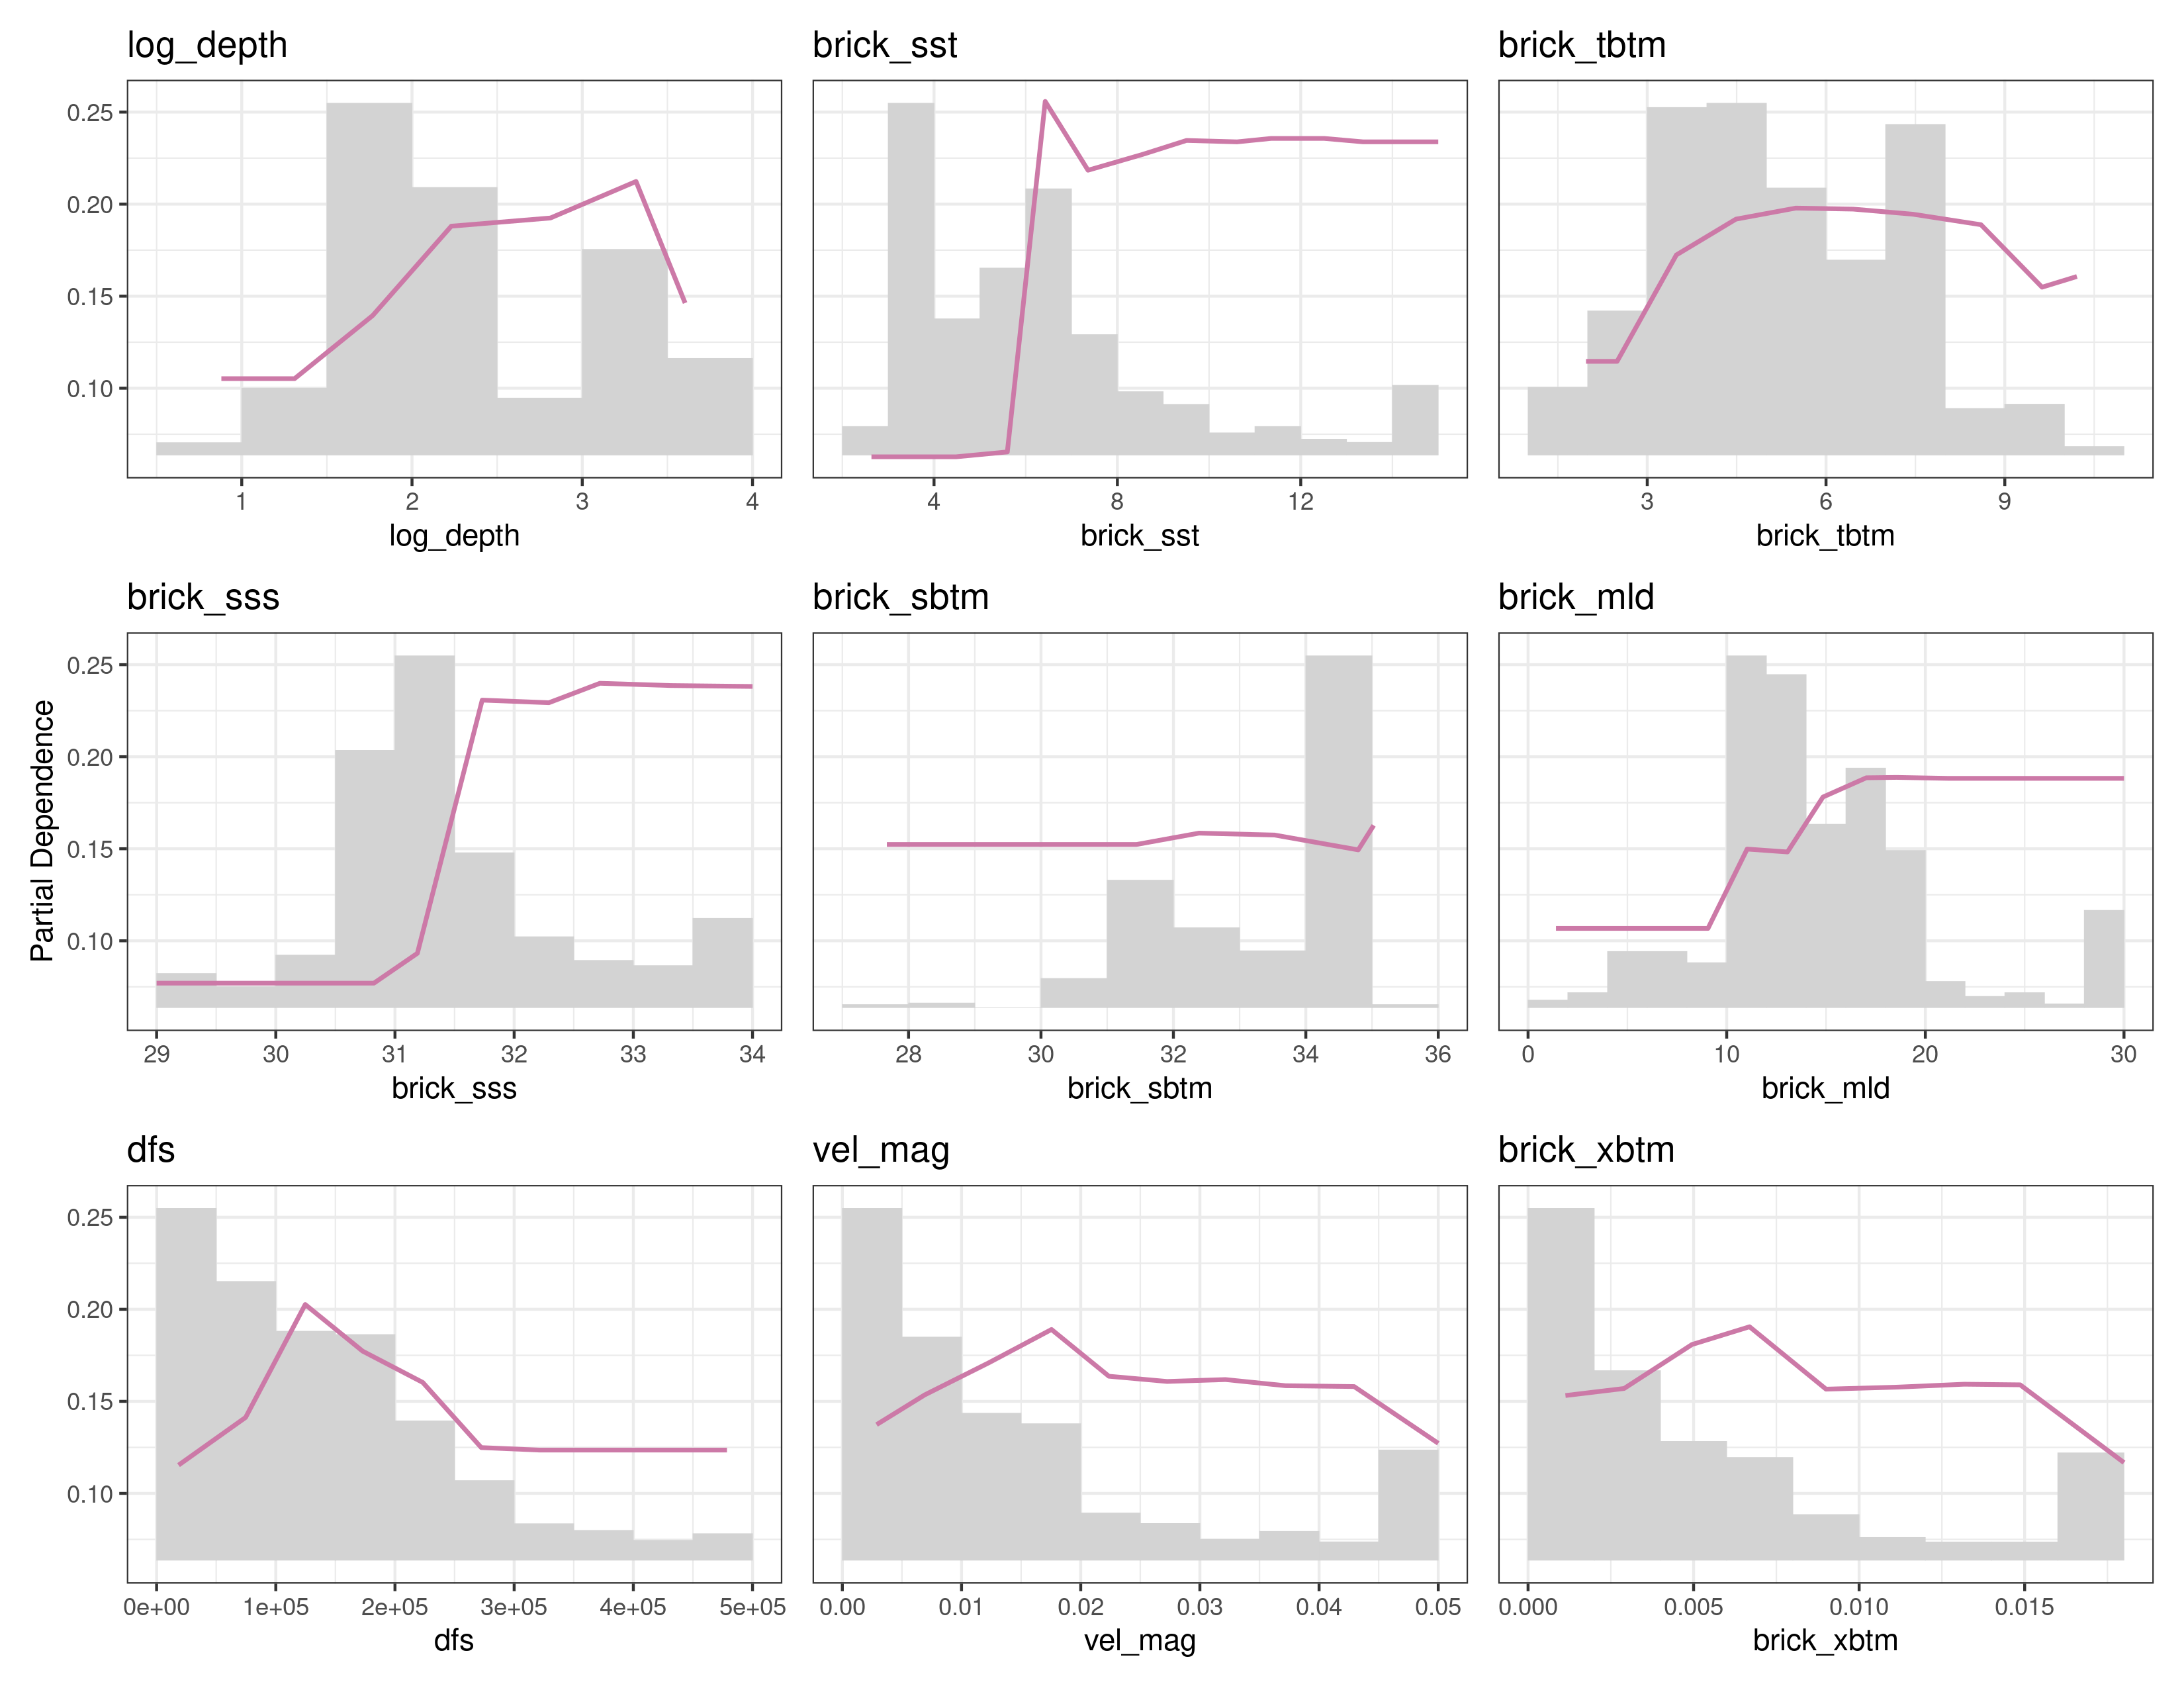 log_depth
brick_sst
brick_tbtm
0.25
0.20
0.15
0.10
1 2 3 4
4 8 12
3 6 9
log_depth
brick_sst
brick_tbtm
brick_sss
brick_sbtm
brick_mld
Partial Dependence
0.25
0.20
0.15
0.10
29 30 31 32 33 34
28 30 32 34 36
0 10 20 30
brick_sss
brick_sbtm
brick_mld
dfs
vel_mag
brick_xbtm
0.25
0.20
0.15
0.10
0e+00 1e+05 2e+05 3e+05 4e+05 5e+05
0.00 0.01 0.02 0.03 0.04 0.05
0.000 0.005 0.010 0.015
dfs
vel_mag
brick_xbtm